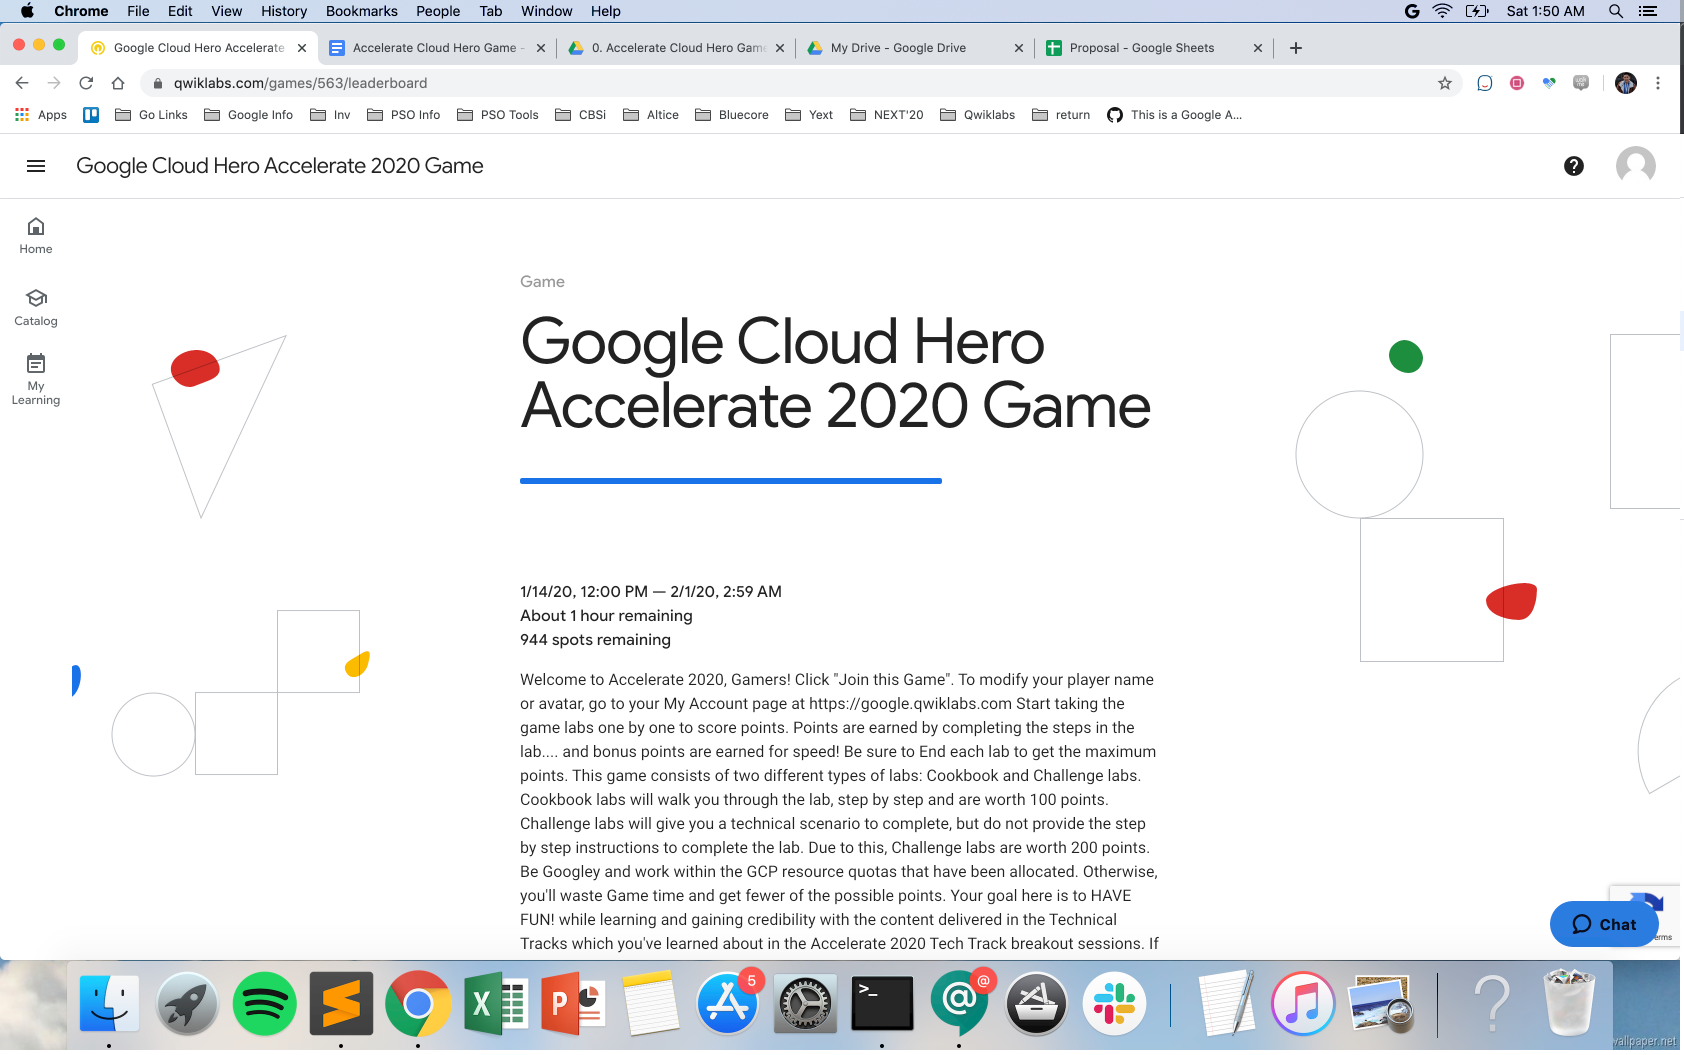 Chrome File Edit View History Bookmarks People Tab Window Help Sat 1:50 AM
Google Cloud Hero Accelerate Accelerate Cloud Hero Game - 0. Accelerate Cloud Hero Game My Drive - Google Drive Proposal - Google Sheets
qwiklabs.com/games/563/leaderboard
Apps Go Links Google Info Inv PSO Info PSO Tools CBSi Altice Bluecore Yext NEXT'20 Qwiklabs return This is a Google A...
Google Cloud Hero Accelerate 2020 Game
Home
Catalog
My
Learning
Game
Google Cloud Hero
Accelerate 2020 Game
1/14/20, 12:00 PM — 2/1/20, 2:59 AM
About 1 hour remaining
944 spots remaining
Welcome to Accelerate 2020, Gamers! Click "Join this Game". To modify your player name
or avatar, go to your My Account page at https://google.qwiklabs.com Start taking the
game labs one by one to score points. Points are earned by completing the steps in the
lab.... and bonus points are earned for speed! Be sure to End each lab to get the maximum
points. This game consists of two different types of labs: Cookbook and Challenge labs.
Cookbook labs will walk you through the lab, step by step and are worth 100 points.
Challenge labs will give you a technical scenario to complete, but do not provide the step
by step instructions to complete the lab. Due to this, Challenge labs are worth 200 points.
Be Googley and work within the GCP resource quotas that have been allocated. Otherwise,
you'll waste Game time and get fewer of the possible points. Your goal here is to HAVE
FUN! while learning and gaining credibility with the content delivered in the Technical
Tracks which you've learned about in the Accelerate 2020 Tech Track breakout sessions. If
Chat
5
@
X
P
>_
@
?